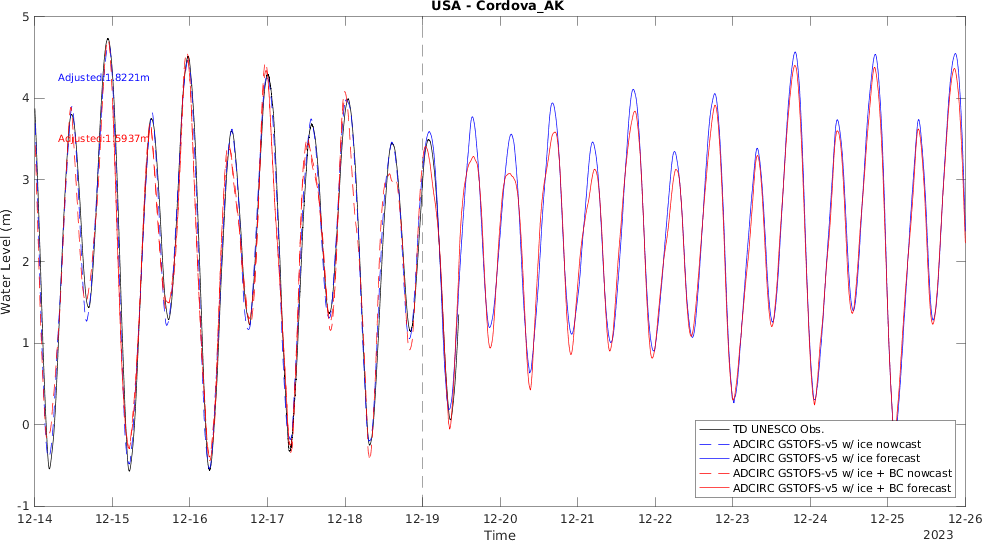 USA - Cordova_AK
5
4
3
2
1
0
-1
Water Level (m)
Adjusted:1.8221m
Adjusted:1.5937m
TD UNESCO Obs.
ADCIRC GSTOFS-v5 w/ ice nowcast
ADCIRC GSTOFS-v5 w/ ice forecast
ADCIRC GSTOFS-v5 w/ ice + BC nowcast
ADCIRC GSTOFS-v5 w/ ice + BC forecast
12-14 12-15 12-16 12-17 12-18 12-19 12-20 12-21 12-22 12-23 12-24 12-25 12-26
Time
2023